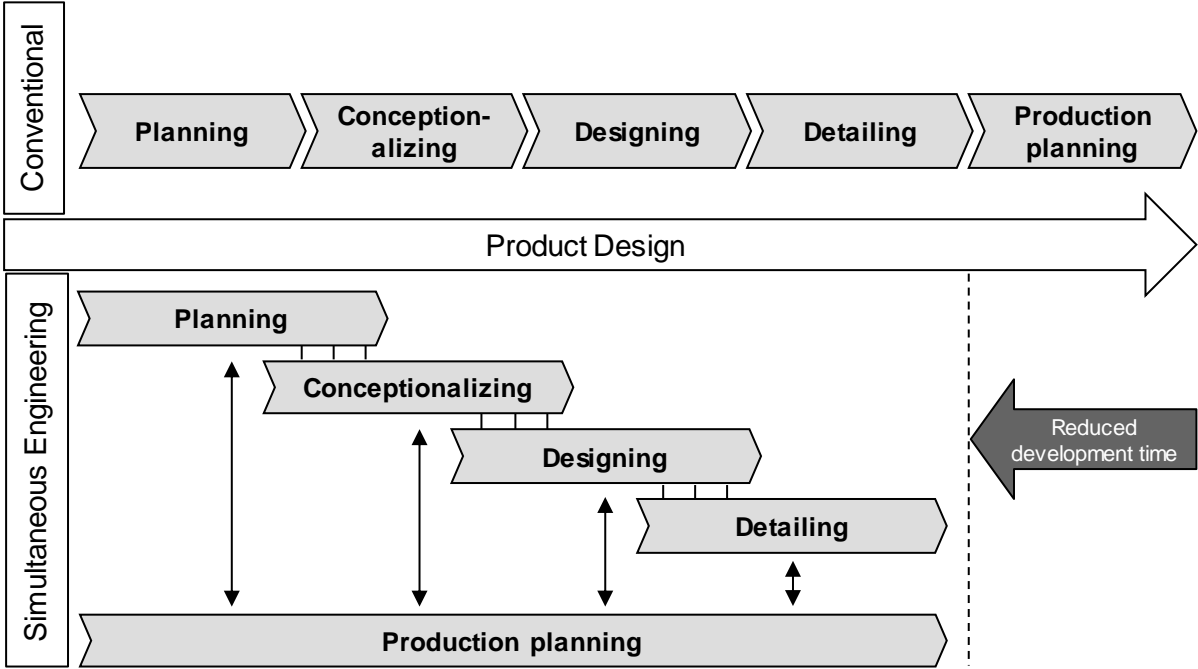 Conventional
Planning
Conception-
alizing
Designing
Detailing
Production
planning
Product Design
Simultaneous Engineering
Planning
Conceptionalizing
Designing
Detailing
Production planning
Reduced
development time